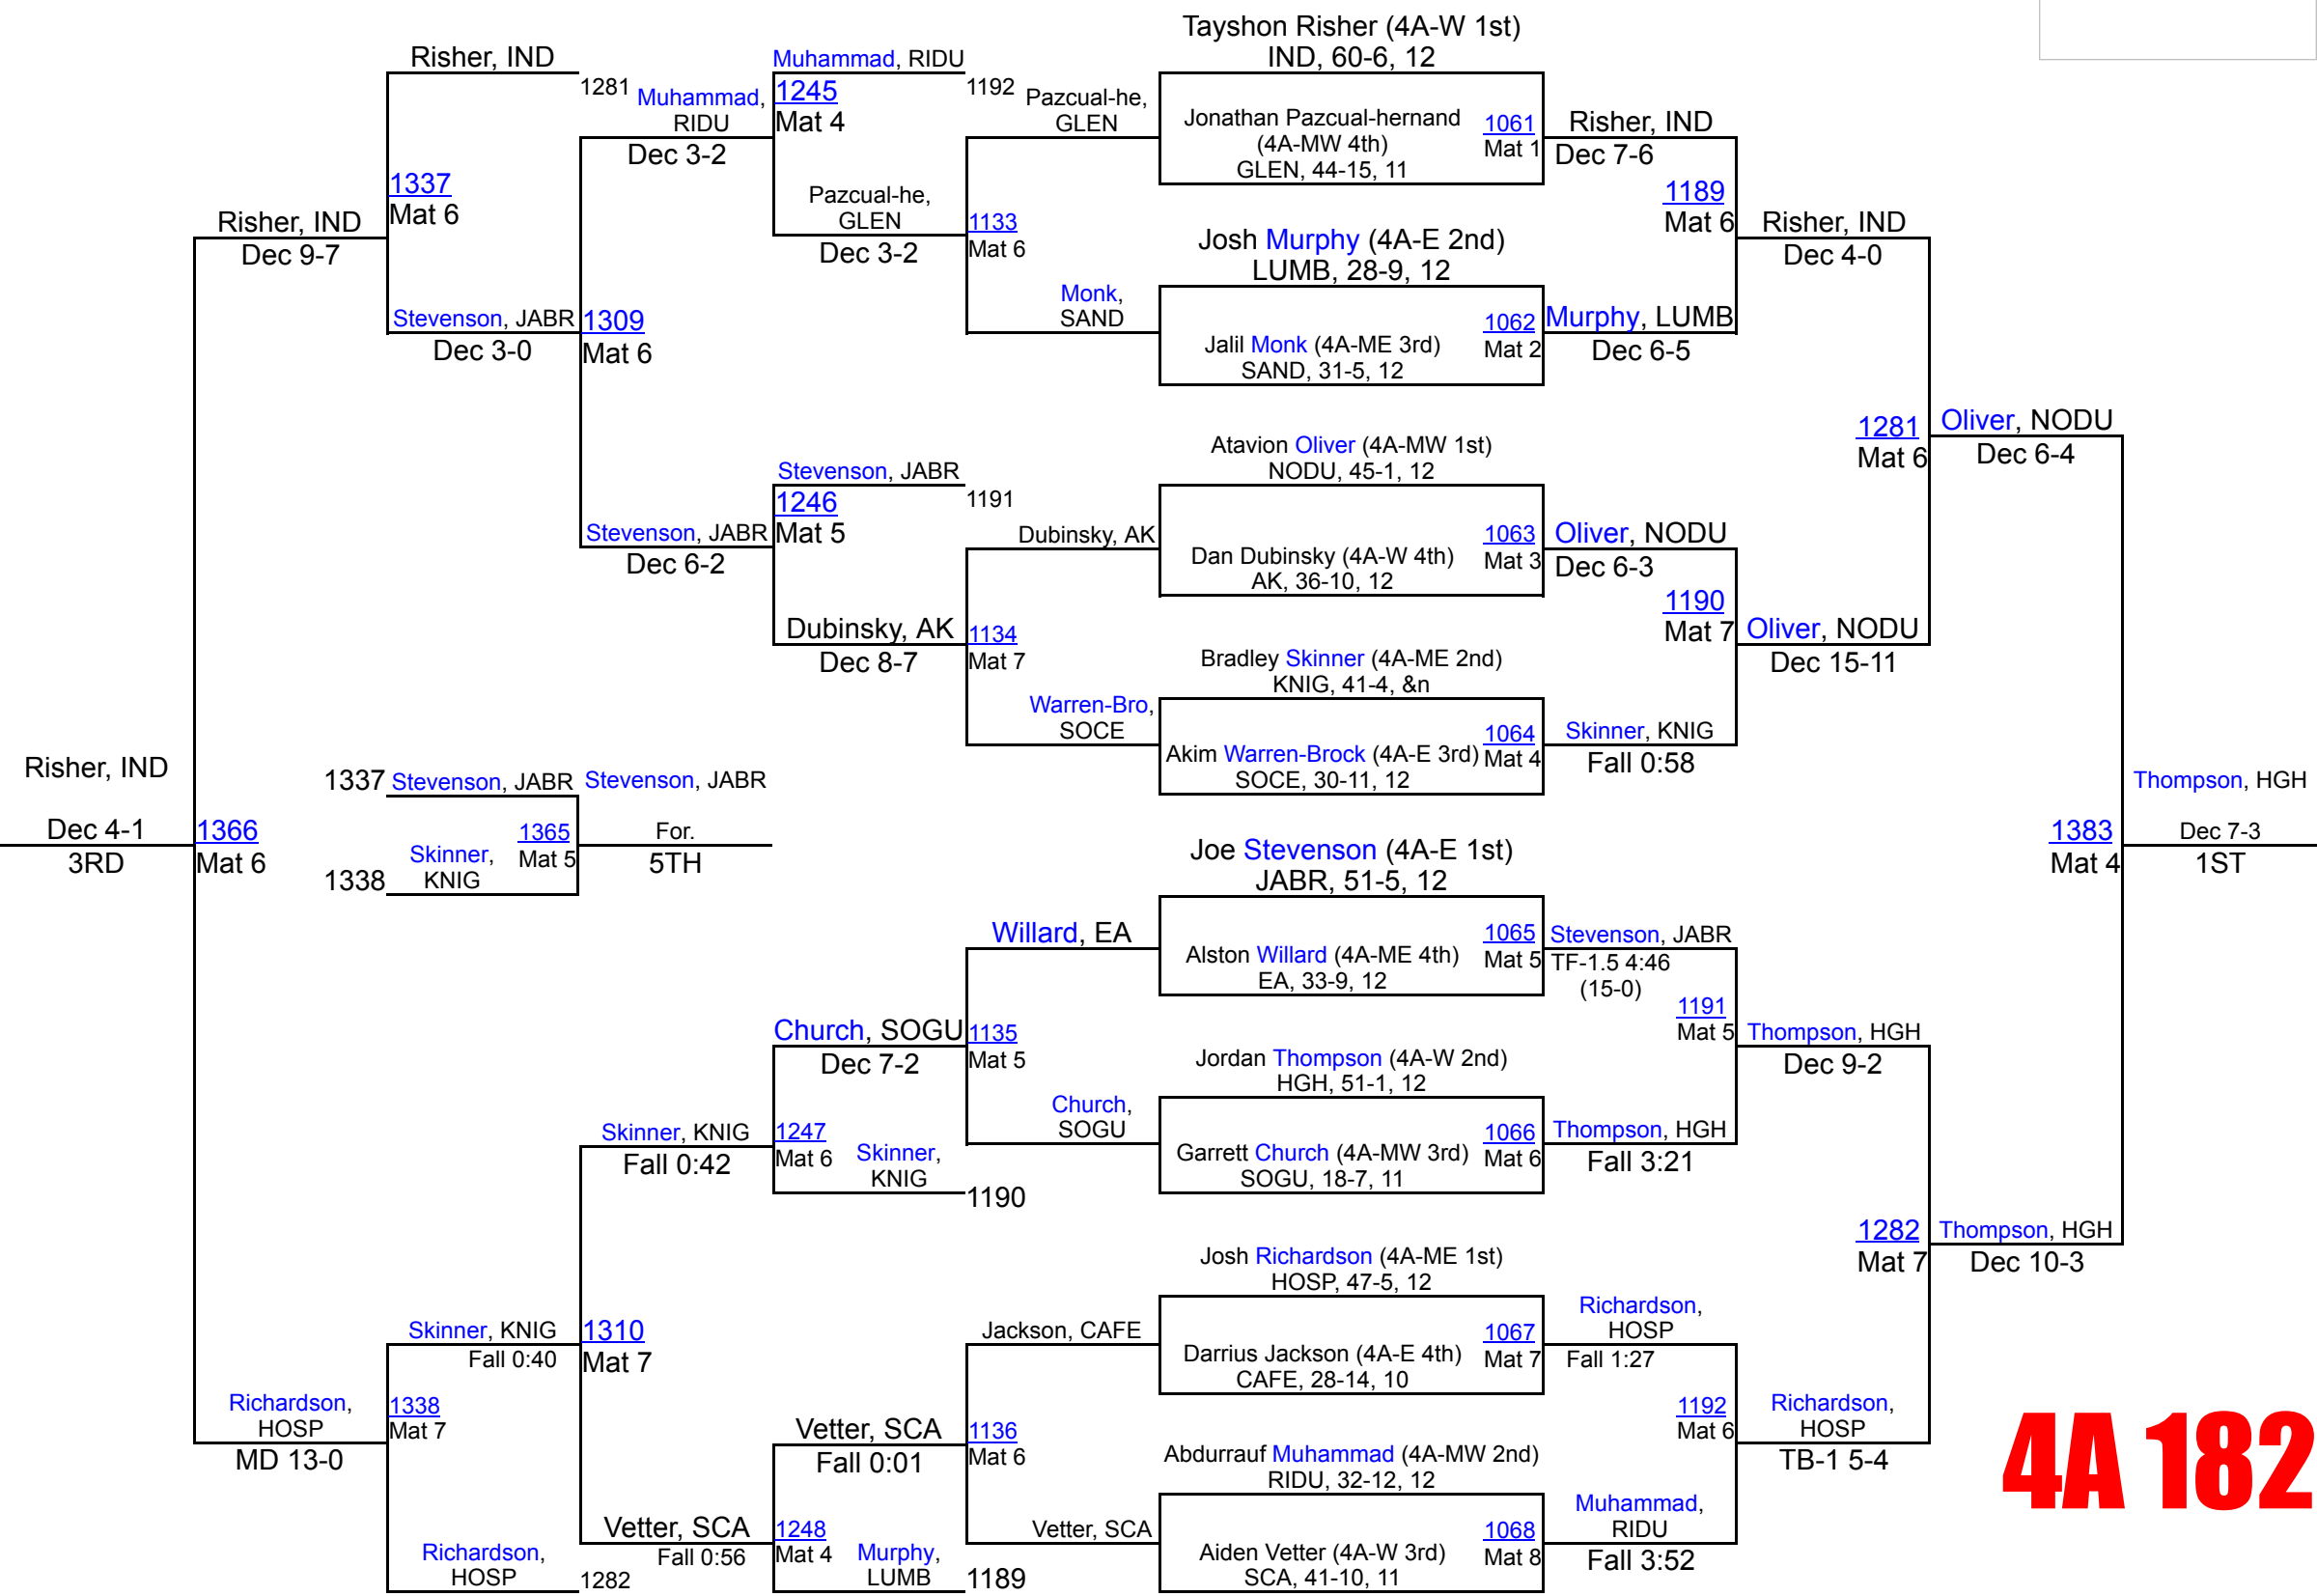 Tayshon Risher (4A-W 1st)
IND, 60-6, 12
Jonathan Pazcual-hernand
(4A-MW 4th)
GLEN, 44-15, 11
1061
Mat 1
Josh Murphy (4A-E 2nd)
LUMB, 28-9, 12
Jalil Monk (4A-ME 3rd)
SAND, 31-5, 12
1062
Mat 2
Atavion Oliver (4A-MW 1st)
NODU, 45-1, 12
Dan Dubinsky (4A-W 4th)
AK, 36-10, 12
1063
Mat 3
Bradley Skinner (4A-ME 2nd)
KNIG, 41-4, &n
Akim Warren-Brock (4A-E 3rd)
SOCE, 30-11, 12
1064
Mat 4
Joe Stevenson (4A-E 1st)
JABR, 51-5, 12
Alston Willard (4A-ME 4th)
EA, 33-9, 12
1065
Mat 5
Jordan Thompson (4A-W 2nd)
HGH, 51-1, 12
Garrett Church (4A-MW 3rd)
SOGU, 18-7, 11
1066
Mat 6
Josh Richardson (4A-ME 1st)
HOSP, 47-5, 12
Darrius Jackson (4A-E 4th)
CAFE, 28-14, 10
1067
Mat 7
Abdurrauf Muhammad (4A-MW 2nd)
RIDU, 32-12, 12
Aiden Vetter (4A-W 3rd)
SCA, 41-10, 11
1068
Mat 8
Risher, IND
Dec 7-6
1189
Mat 6
Murphy, LUMB
Dec 6-5
Oliver, NODU
Dec 6-3
1190
Mat 7
Skinner, KNIG
Fall 0:58
Stevenson, JABR
TF-1.5 4:46
(15-0)
1191
Mat 5
Thompson, HGH
Fall 3:21
Richardson,
HOSP
Fall 1:27
1192
Mat 6
Muhammad,
RIDU
Fall 3:52
Risher, IND
Dec 4-0
1281
Mat 6
Oliver, NODU
Dec 15-11
Thompson, HGH
Dec 9-2
1282
Mat 7
Richardson,
HOSP
TB-1 5-4
Oliver, NODU
Dec 6-4
1383
Mat 4
Thompson, HGH
Dec 10-3
Thompson, HGH
Dec 7-3
1ST
Pazcual-he,
GLEN
1133
Mat 6
Monk,
SAND
Dubinsky, AK
1134
Mat 7
Warren-Bro,
SOCE
Willard, EA
1135
Mat 5
Church,
SOGU
Jackson, CAFE
1136
Mat 6
Vetter, SCA
Muhammad, RIDU
1192
1245
Mat 4
Pazcual-he,
GLEN
Dec 3-2
Stevenson, JABR
1191
1246
Mat 5
Dubinsky, AK
Dec 8-7
Church, SOGU
Dec 7-2
1247
Mat 6
Skinner,
KNIG
1190
Vetter, SCA
Fall 0:01
1248
Mat 4
Murphy,
LUMB
1189
Muhammad,
RIDU
Dec 3-2
1309
Mat 6
Stevenson, JABR
Dec 6-2
Skinner, KNIG
Fall 0:42
1310
Mat 7
Vetter, SCA
Fall 0:56
Risher, IND
1281
1337
Mat 6
Stevenson, JABR
Dec 3-0
Skinner, KNIG
Fall 0:40
1338
Mat 7
Richardson,
HOSP
1282
Risher, IND
Dec 9-7
1366
Mat 6
Richardson,
HOSP
MD 13-0
Risher, IND
Dec 4-1
3RD
1337
Stevenson, JABR
1365
Mat 5
1338
Skinner,
KNIG
Stevenson, JABR
For.
5TH
4A 182